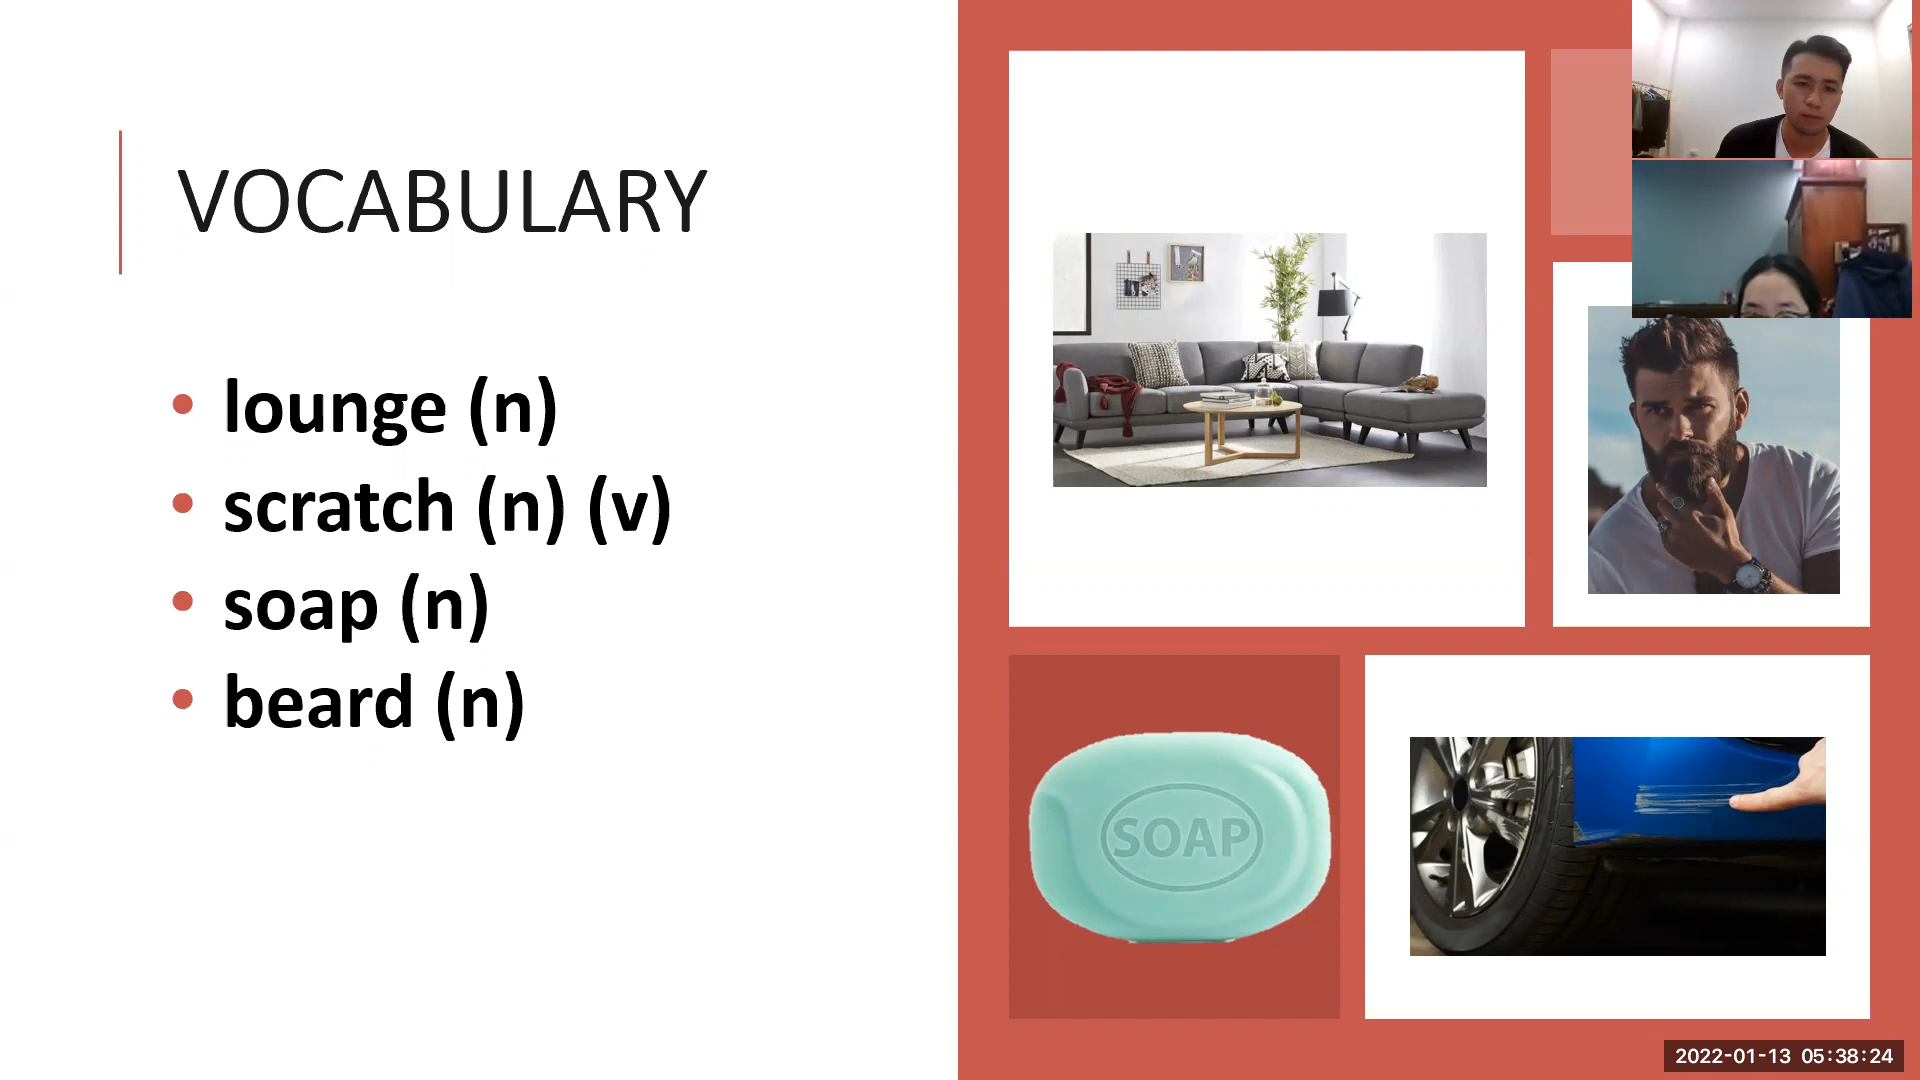 VOCABULARY
• lounge (n)
• scratch (n) (v)
• soap (n)
• beard (n)
SOAP
2022-01-13 05:38:24